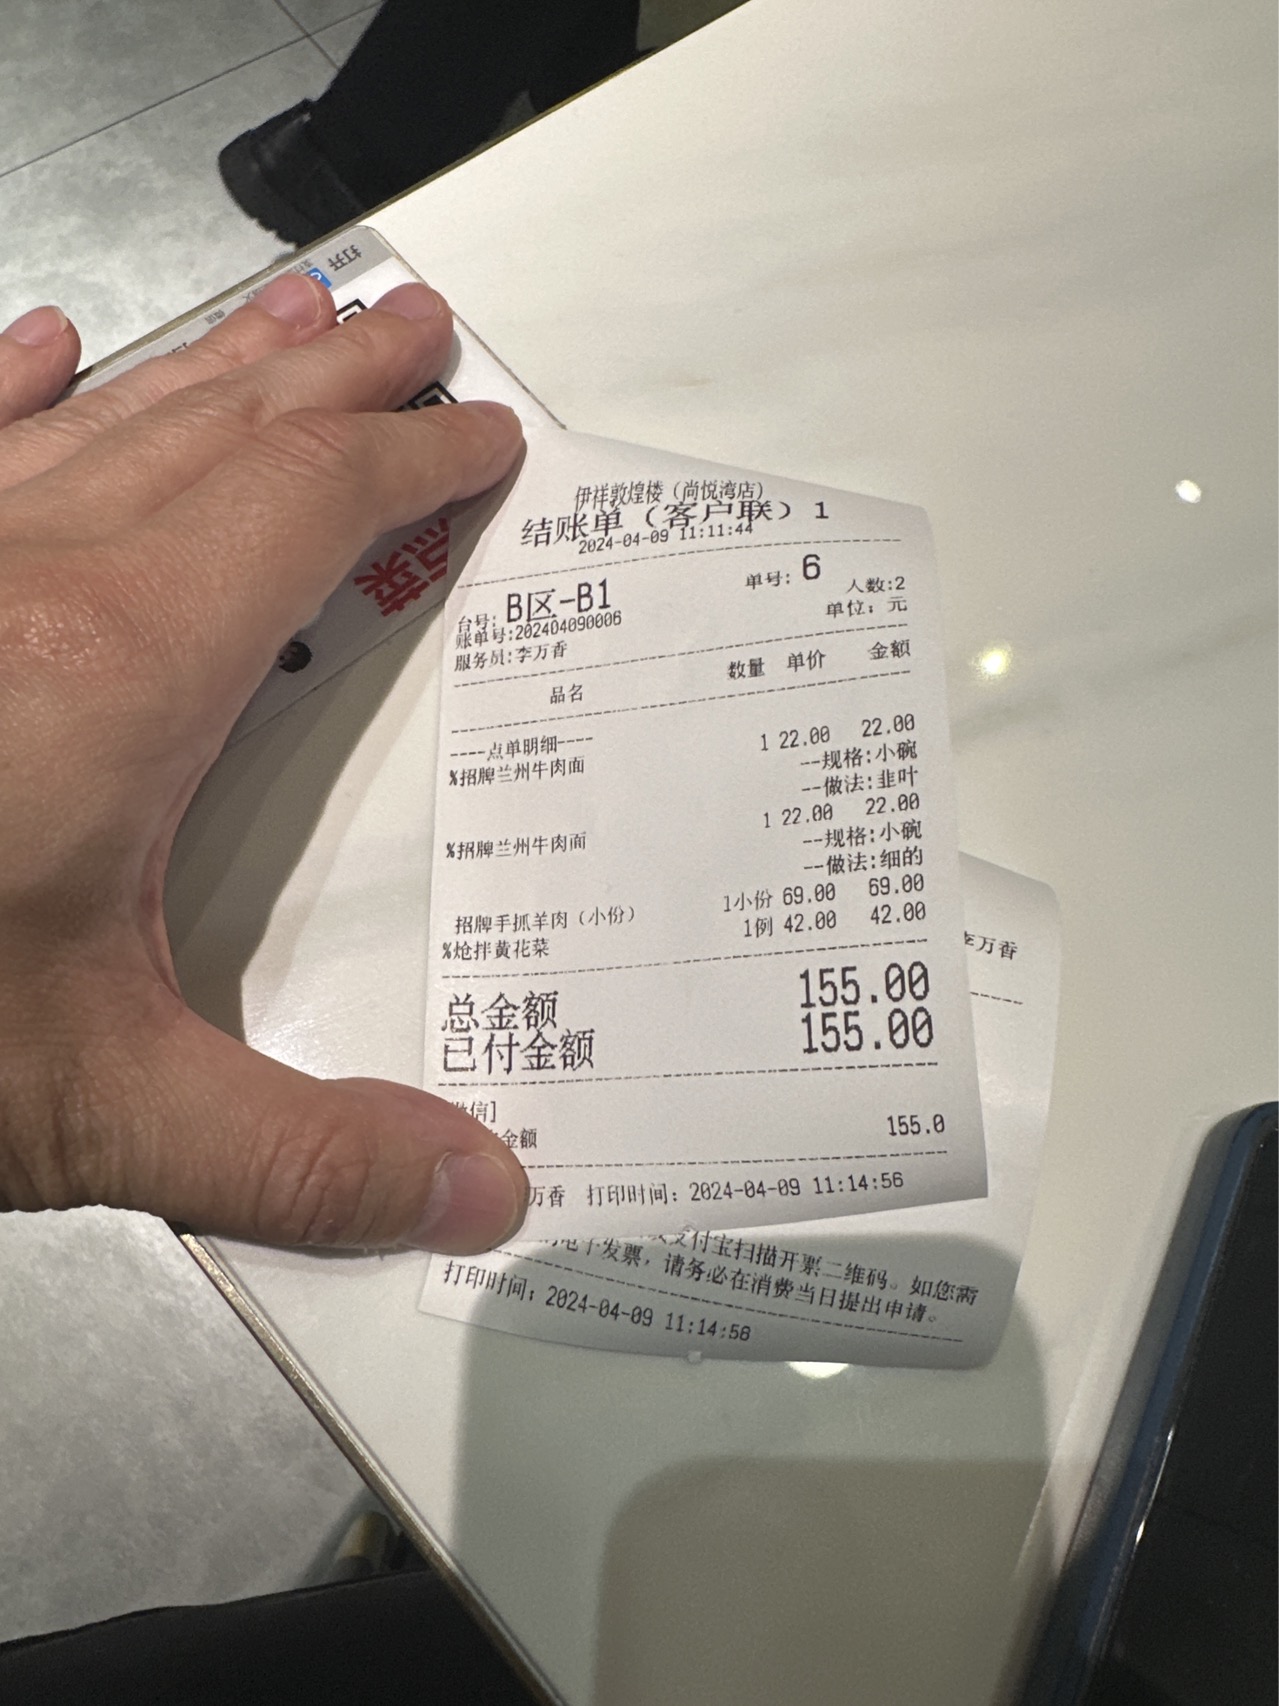 打开
点菜
伊祥敦煌楼（尚悦湾店）
结账单（客户联）1
2024-04-09 11:11:44
台号: B区-B1 单号: 6 人数:2
账单号:202404090006 单位: 元
服务员:李万香
品名 数量 单价 金额
----点单明细----
%招牌兰州牛肉面 1 22.00 22.00
--规格:小碗
--做法:韭叶
%招牌兰州牛肉面 1 22.00 22.00
--规格:小碗
--做法:细的
招牌手抓羊肉（小份） 1小份 69.00 69.00
%炝拌黄花菜 1例 42.00 42.00
总金额 155.00
已付金额 155.00
信]
金额 155.0
万香 打印时间: 2024-04-09 11:14:56
李万香
支付宝扫描开票二维码。如您需
电子发票，请务必在消费当日提出申请。
打印时间: 2024-04-09 11:14:56